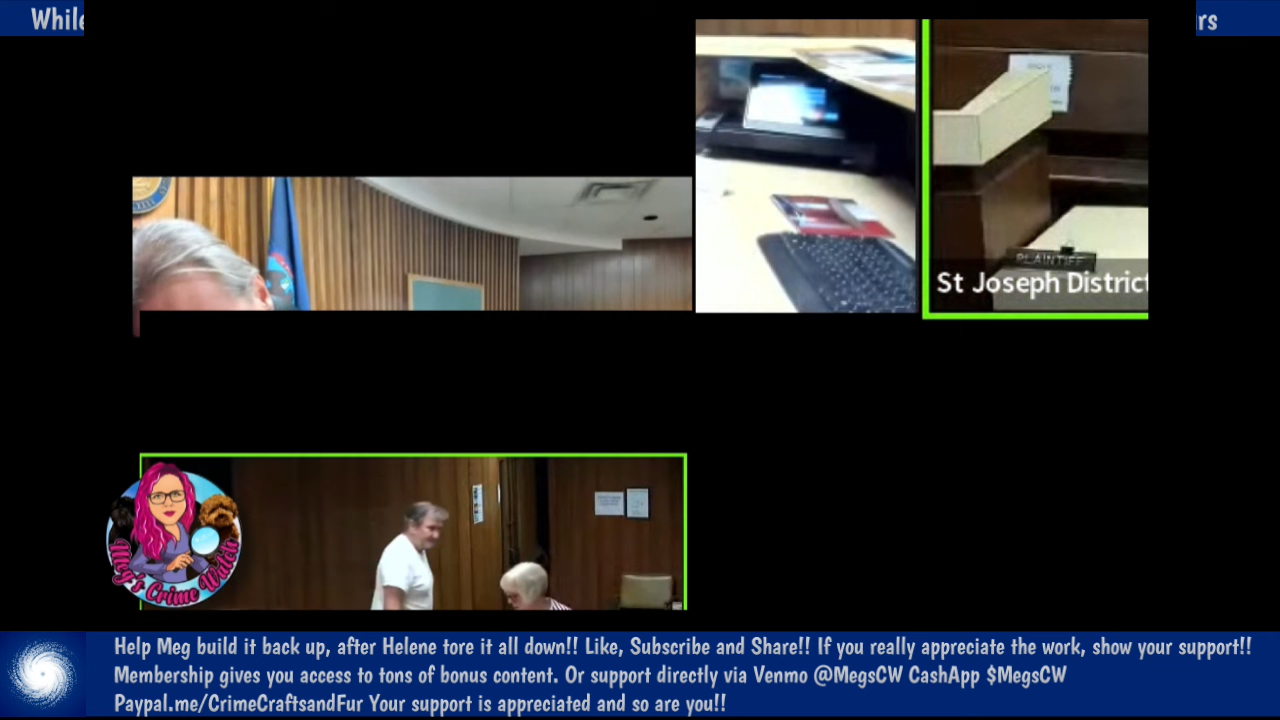 While
rs
PLAINTIFF
St Joseph District
Meg's Crime Watch
Help Meg build it back up, after Helene tore it all down!! Like, Subscribe and Share!! If you really appreciate the work, show your support!!
Membership gives you access to tons of bonus content. Or support directly via Venmo @MegsCW CashApp $MegsCW
Paypal.me/CrimeCraftsandFur Your support is appreciated and so are you!!